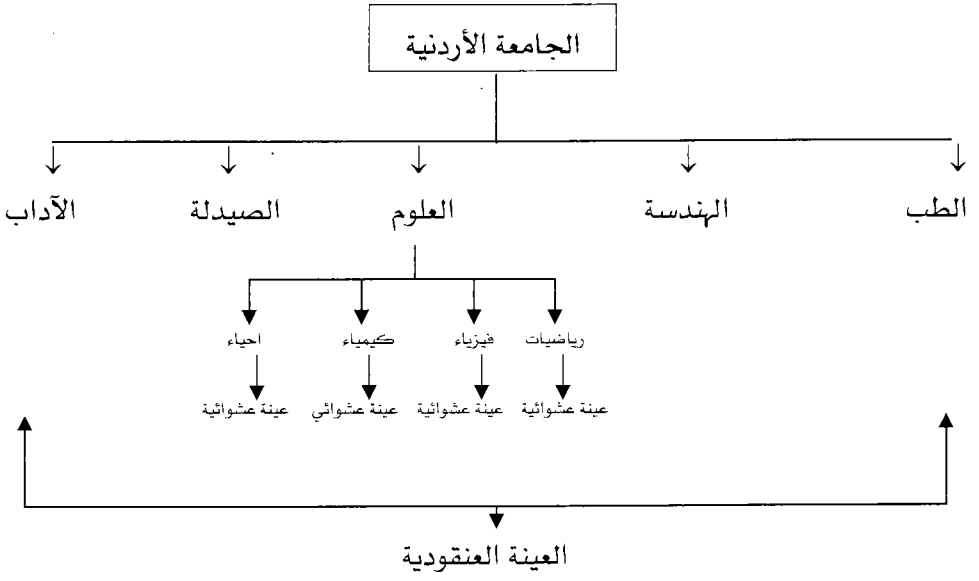 الجامعة الأردنية
الطب الهندسة العلوم الصيدلة الآداب
رياضيات فيزياء كيمياء احياء
عينة عشوائية عينة عشوائية عينة عشوائي عينة عشوائية
العينة العنقودية